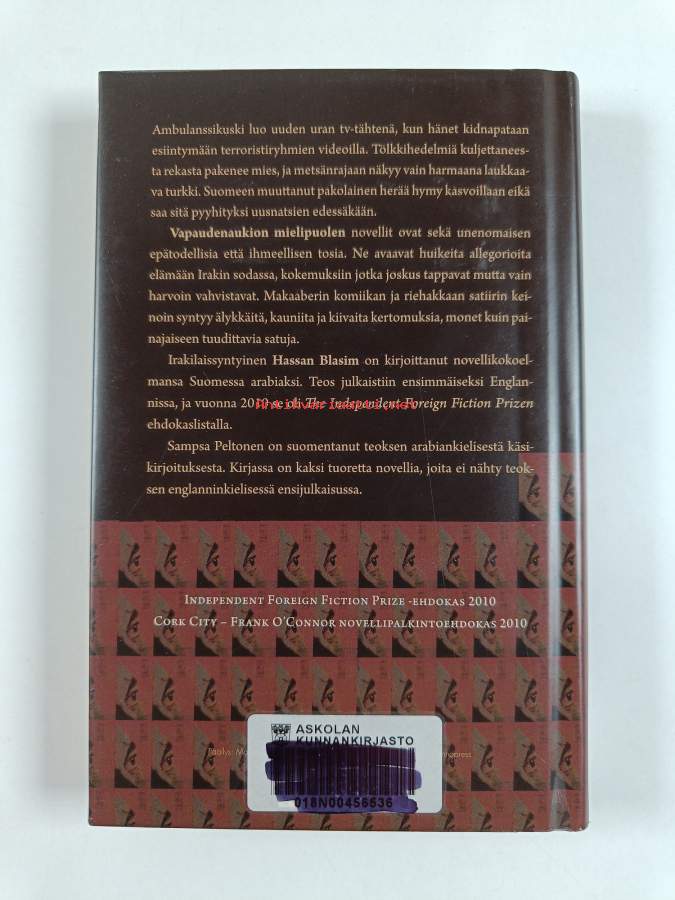 Ambulanssikuski luo uuden uran tv-tähtenä, kun hänet kidnapataan
esiintymään terroristiryhmien videoilla. Tölkkihedelmiä kuljettanees-
ta rekasta pakenee mies, ja metsänrajaan näkyy vain harmaana laukkaa-
va turkki. Suomeen muuttanut pakolainen herää hymy kasvoillaan eikä
saa sitä pyyhityksi uusnatsien edessäkään.
Vapaudenaukion mielipuolen novellit ovat sekä unenomaisen
epätodellisia että ihmeellisen tosia. Ne avaavat huikeita allegorioita
elämään Irakin sodassa, kokemuksiin jotka joskus tappavat mutta vain
harvoin vahvistavat. Makaaberin komiikan ja riehakkaan satiirin kei-
noin syntyy älykkäitä, kauniita ja kiivaita kertomuksia, monet kuin pai-
najaiseen tuudittavia satuja.
Irakilaissyntyinen Hassan Blasim on kirjoittanut novellikokoel-
mansa Suomessa arabiaksi. Teos julkaistiin ensimmäiseksi Englan-
nissa, ja vuonna 2010 se oli The Independent Foreign Fiction Prizen
ehdokaslistalla.
Sampsa Peltonen on suomentanut teoksen arabiankielisestä käsi-
kirjoituksesta. Kirjassa on kaksi tuoretta novellia, joita ei nähty teok-
sen englanninkielisessä ensijulkaisussa.
Independent Foreign Fiction Prize -ehdokas 2010
Cork City – Frank O'Connor novellipalkintoehdokas 2010
ASKOLAN
KUNNANKIRJASTO
018N00456636